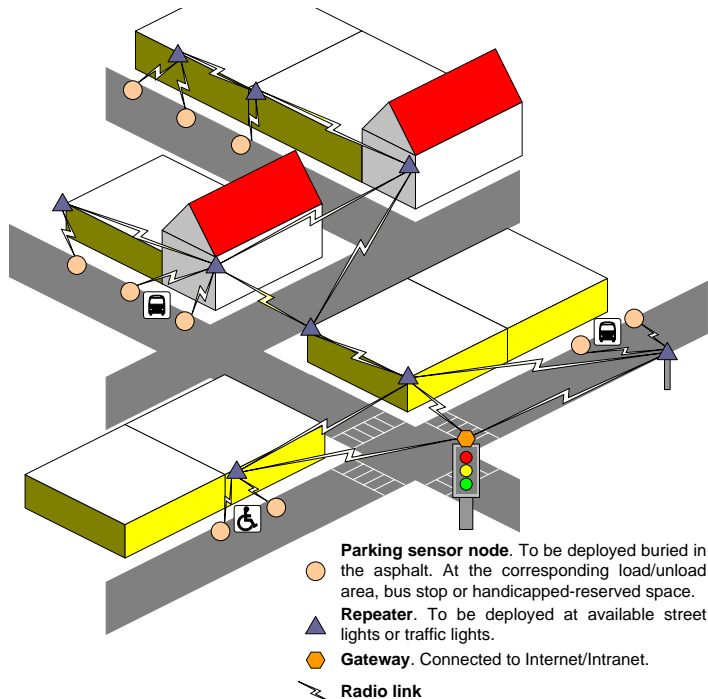 Parking sensor node. To be deployed buried in
the asphalt. At the corresponding load/unload
area, bus stop or handicapped-reserved space.
Repeater. To be deployed at available street
lights or traffic lights.
Gateway. Connected to Internet/Intranet.
Radio link